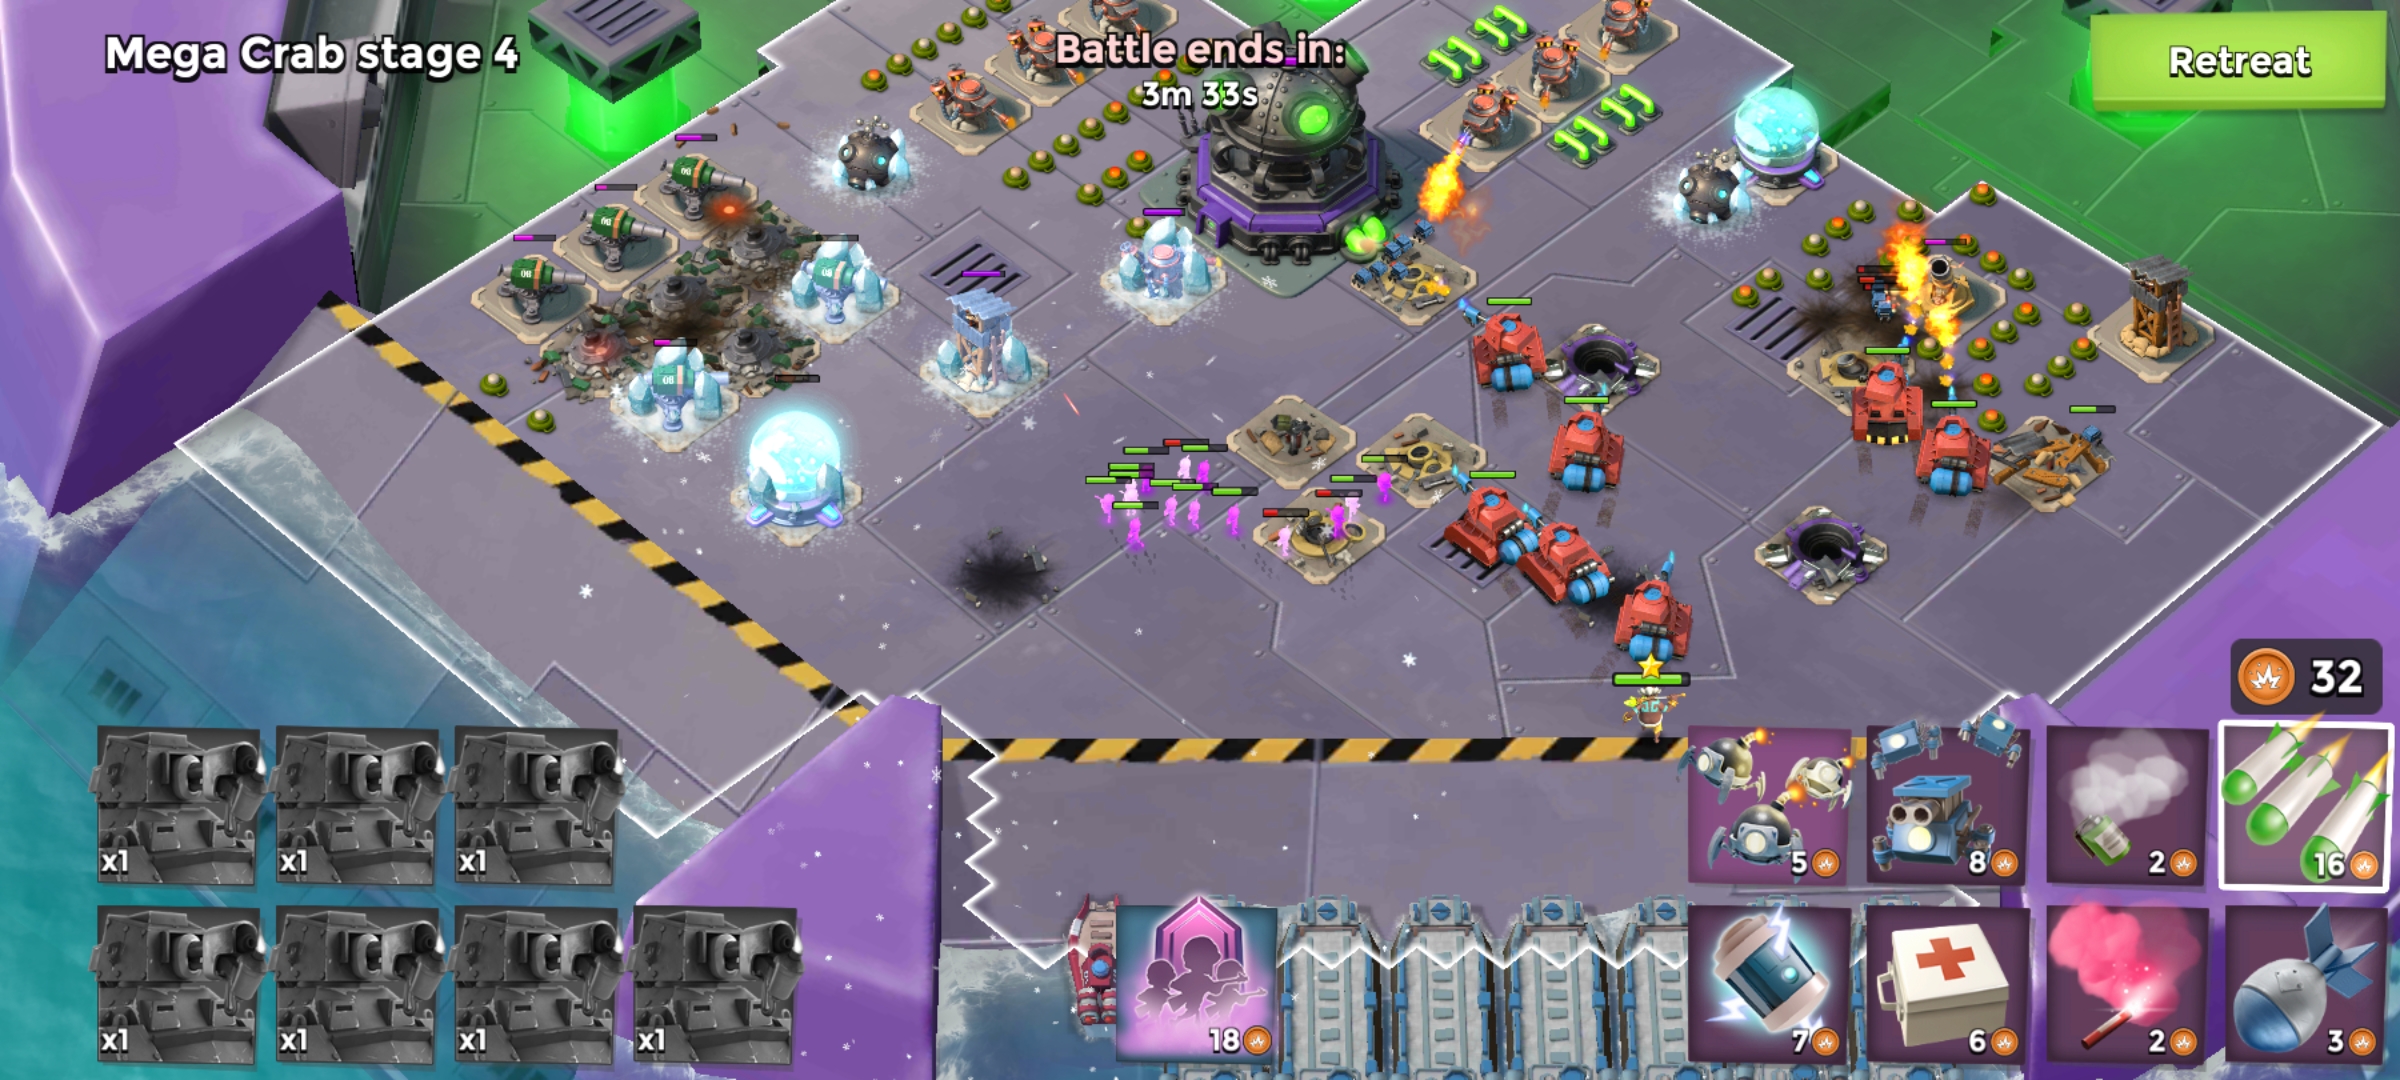 Mega Crab stage 4
Battle ends in:
3m 33s
Retreat
32
x1
x1
x1
5
8
2
16
x1
x1
x1
x1
18
7
6
2
3